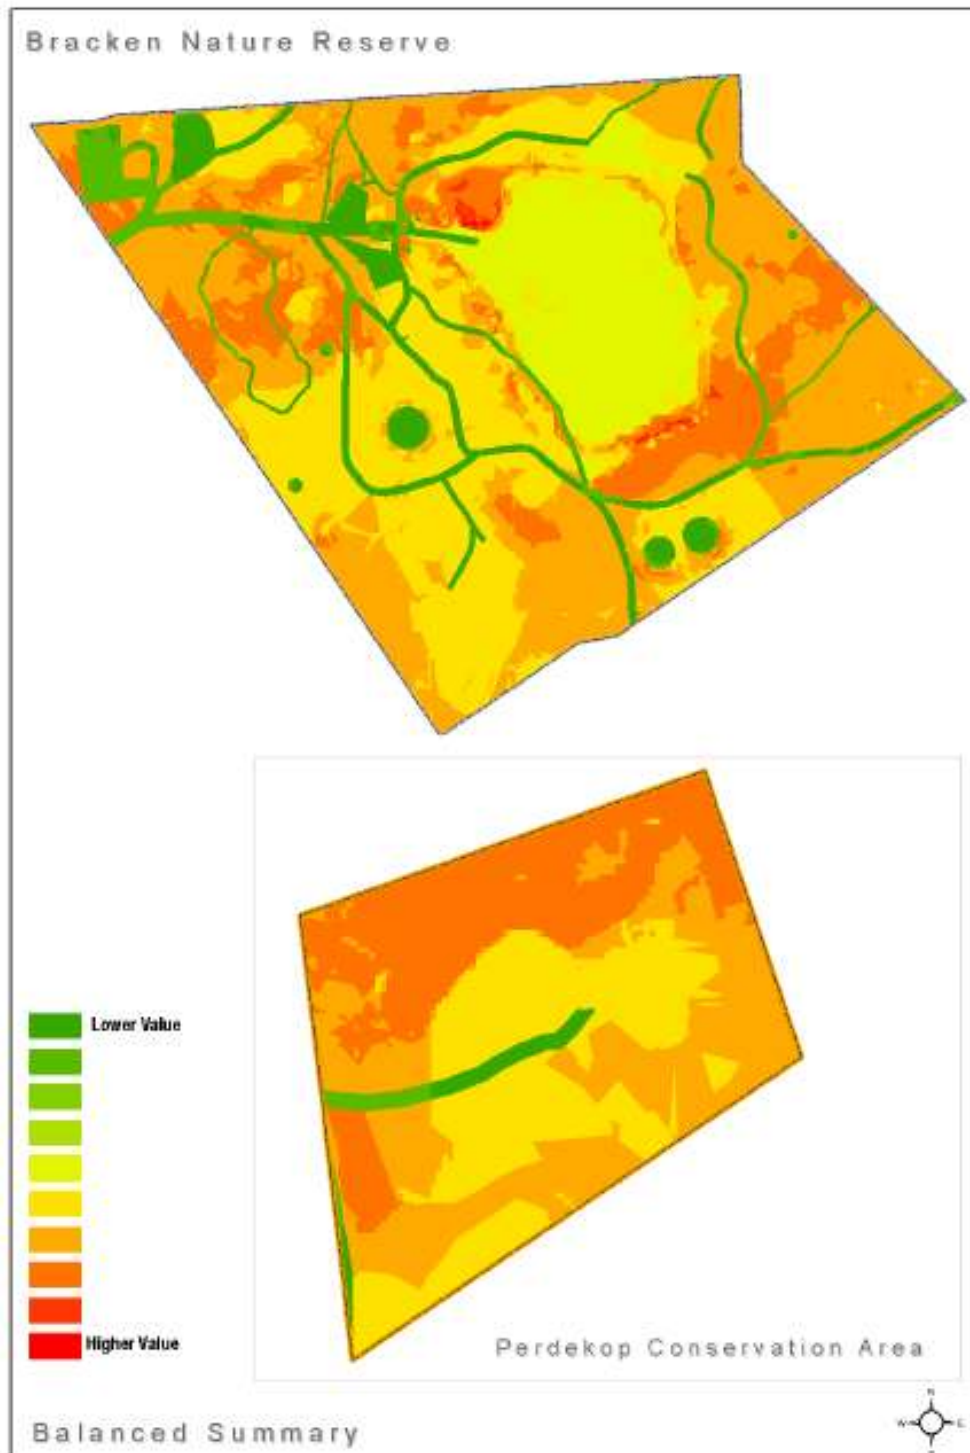 Bracken Nature Reserve
Lower Value
Higher Value
Perdekop Conservation Area
Balanced Summary
N
W
E